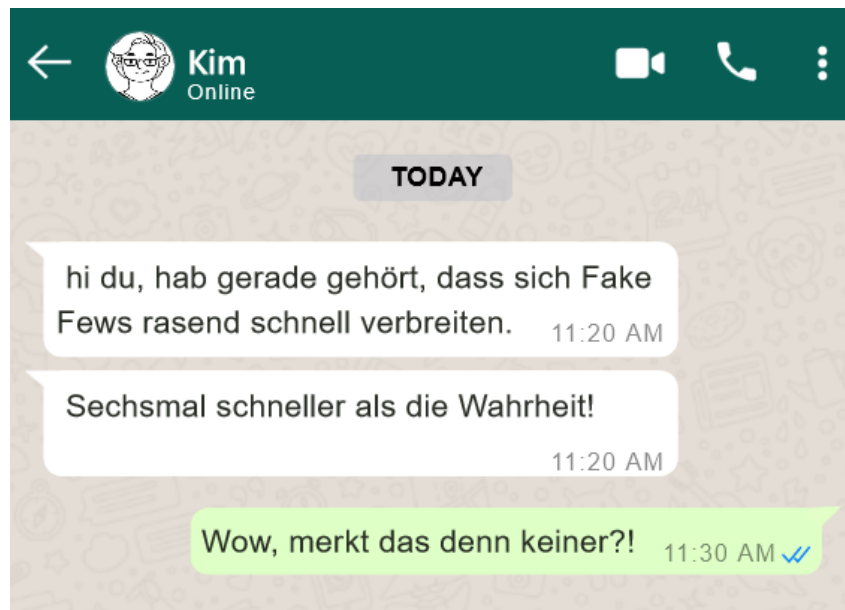 Kim
Online
TODAY
hi du, hab gerade gehört, dass sich Fake
Fews rasend schnell verbreiten. 11:20 AM
Sechsmal schneller als die Wahrheit!
11:20 AM
Wow, merkt das denn keiner?! 11:30 AM